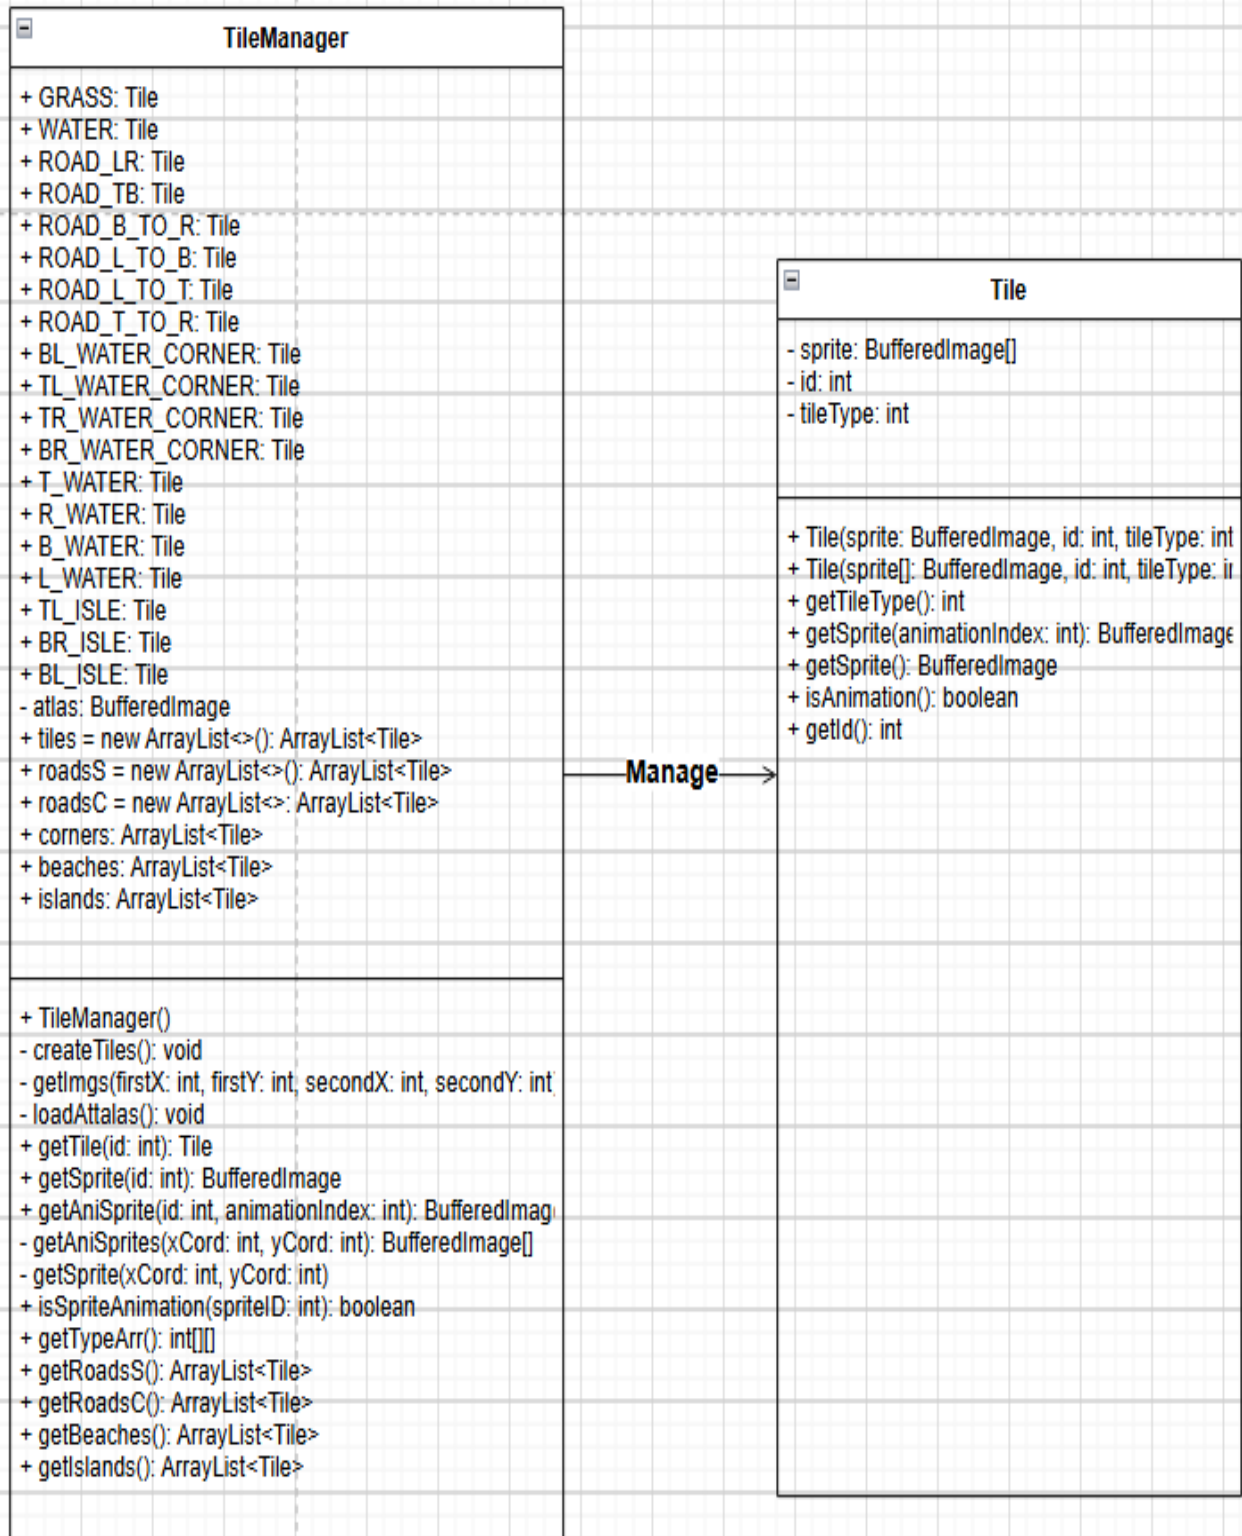 TileManager
+ GRASS: Tile
+ WATER: Tile
+ ROAD_LR: Tile
+ ROAD_TB: Tile
+ ROAD_B_TO_R: Tile
+ ROAD_L_TO_B: Tile
+ ROAD_L_TO_T: Tile
+ ROAD_T_TO_R: Tile
+ BL_WATER_CORNER: Tile
+ TL_WATER_CORNER: Tile
+ TR_WATER_CORNER: Tile
+ BR_WATER_CORNER: Tile
+ T_WATER: Tile
+ R_WATER: Tile
+ B_WATER: Tile
+ L_WATER: Tile
+ TL_ISLE: Tile
+ BR_ISLE: Tile
+ BL_ISLE: Tile
- atlas: BufferedImage
+ tiles = new ArrayList<>(): ArrayList<Tile>
+ roadsS = new ArrayList<>(): ArrayList<Tile>
+ roadsC = new ArrayList<>: ArrayList<Tile>
+ corners: ArrayList<Tile>
+ beaches: ArrayList<Tile>
+ islands: ArrayList<Tile>
+ TileManager()
- createTiles(): void
- getImgs(firstX: int, firstY: int, secondX: int, secondY: int
- loadAttalas(): void
+ getTile(id: int): Tile
+ getSprite(id: int): BufferedImage
+ getAniSprite(id: int, animationIndex: int): BufferedImag
- getAniSprites(xCord: int, yCord: int): BufferedImage[]
- getSprite(xCord: int, yCord: int)
+ isSpriteAnimation(spriteID: int): boolean
+ getTypeArr(): int[][]
+ getRoadsS(): ArrayList<Tile>
+ getRoadsC(): ArrayList<Tile>
+ getBeaches(): ArrayList<Tile>
+ getIslands(): ArrayList<Tile>
Manage
Tile
- sprite: BufferedImage[]
- id: int
- tileType: int
+ Tile(sprite: BufferedImage, id: int, tileType: int
+ Tile(sprite[]: BufferedImage, id: int, tileType:
+ getTileType(): int
+ getSprite(animationIndex: int): BufferedImage
+ getSprite(): BufferedImage
+ isAnimation(): boolean
+ getId(): int